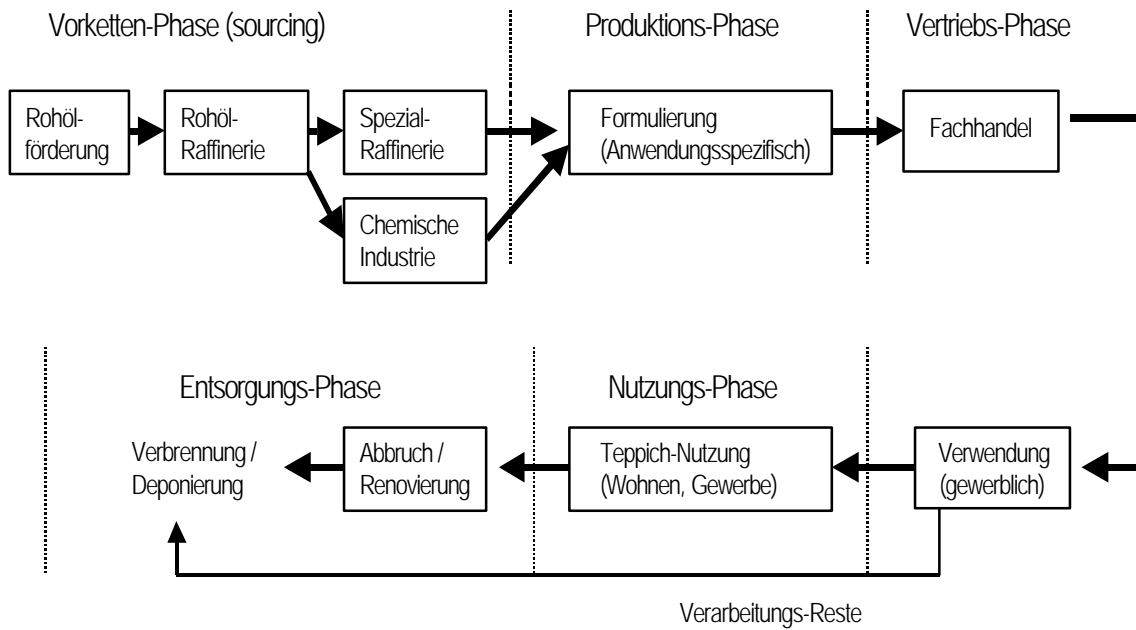 Vorketten-Phase (sourcing)
Produktions-Phase
Vertriebs-Phase
Rohöl-
förderung
Rohöl-
Raffinerie
Spezial-
Raffinerie
Formulierung
(Anwendungsspezifisch)
Fachhandel
Chemische
Industrie
Entsorgungs-Phase
Nutzungs-Phase
Verbrennung /
Deponierung
Abbruch /
Renovierung
Teppich-Nutzung
(Wohnen, Gewerbe)
Verwendung
(gewerblich)
Verarbeitungs-Reste